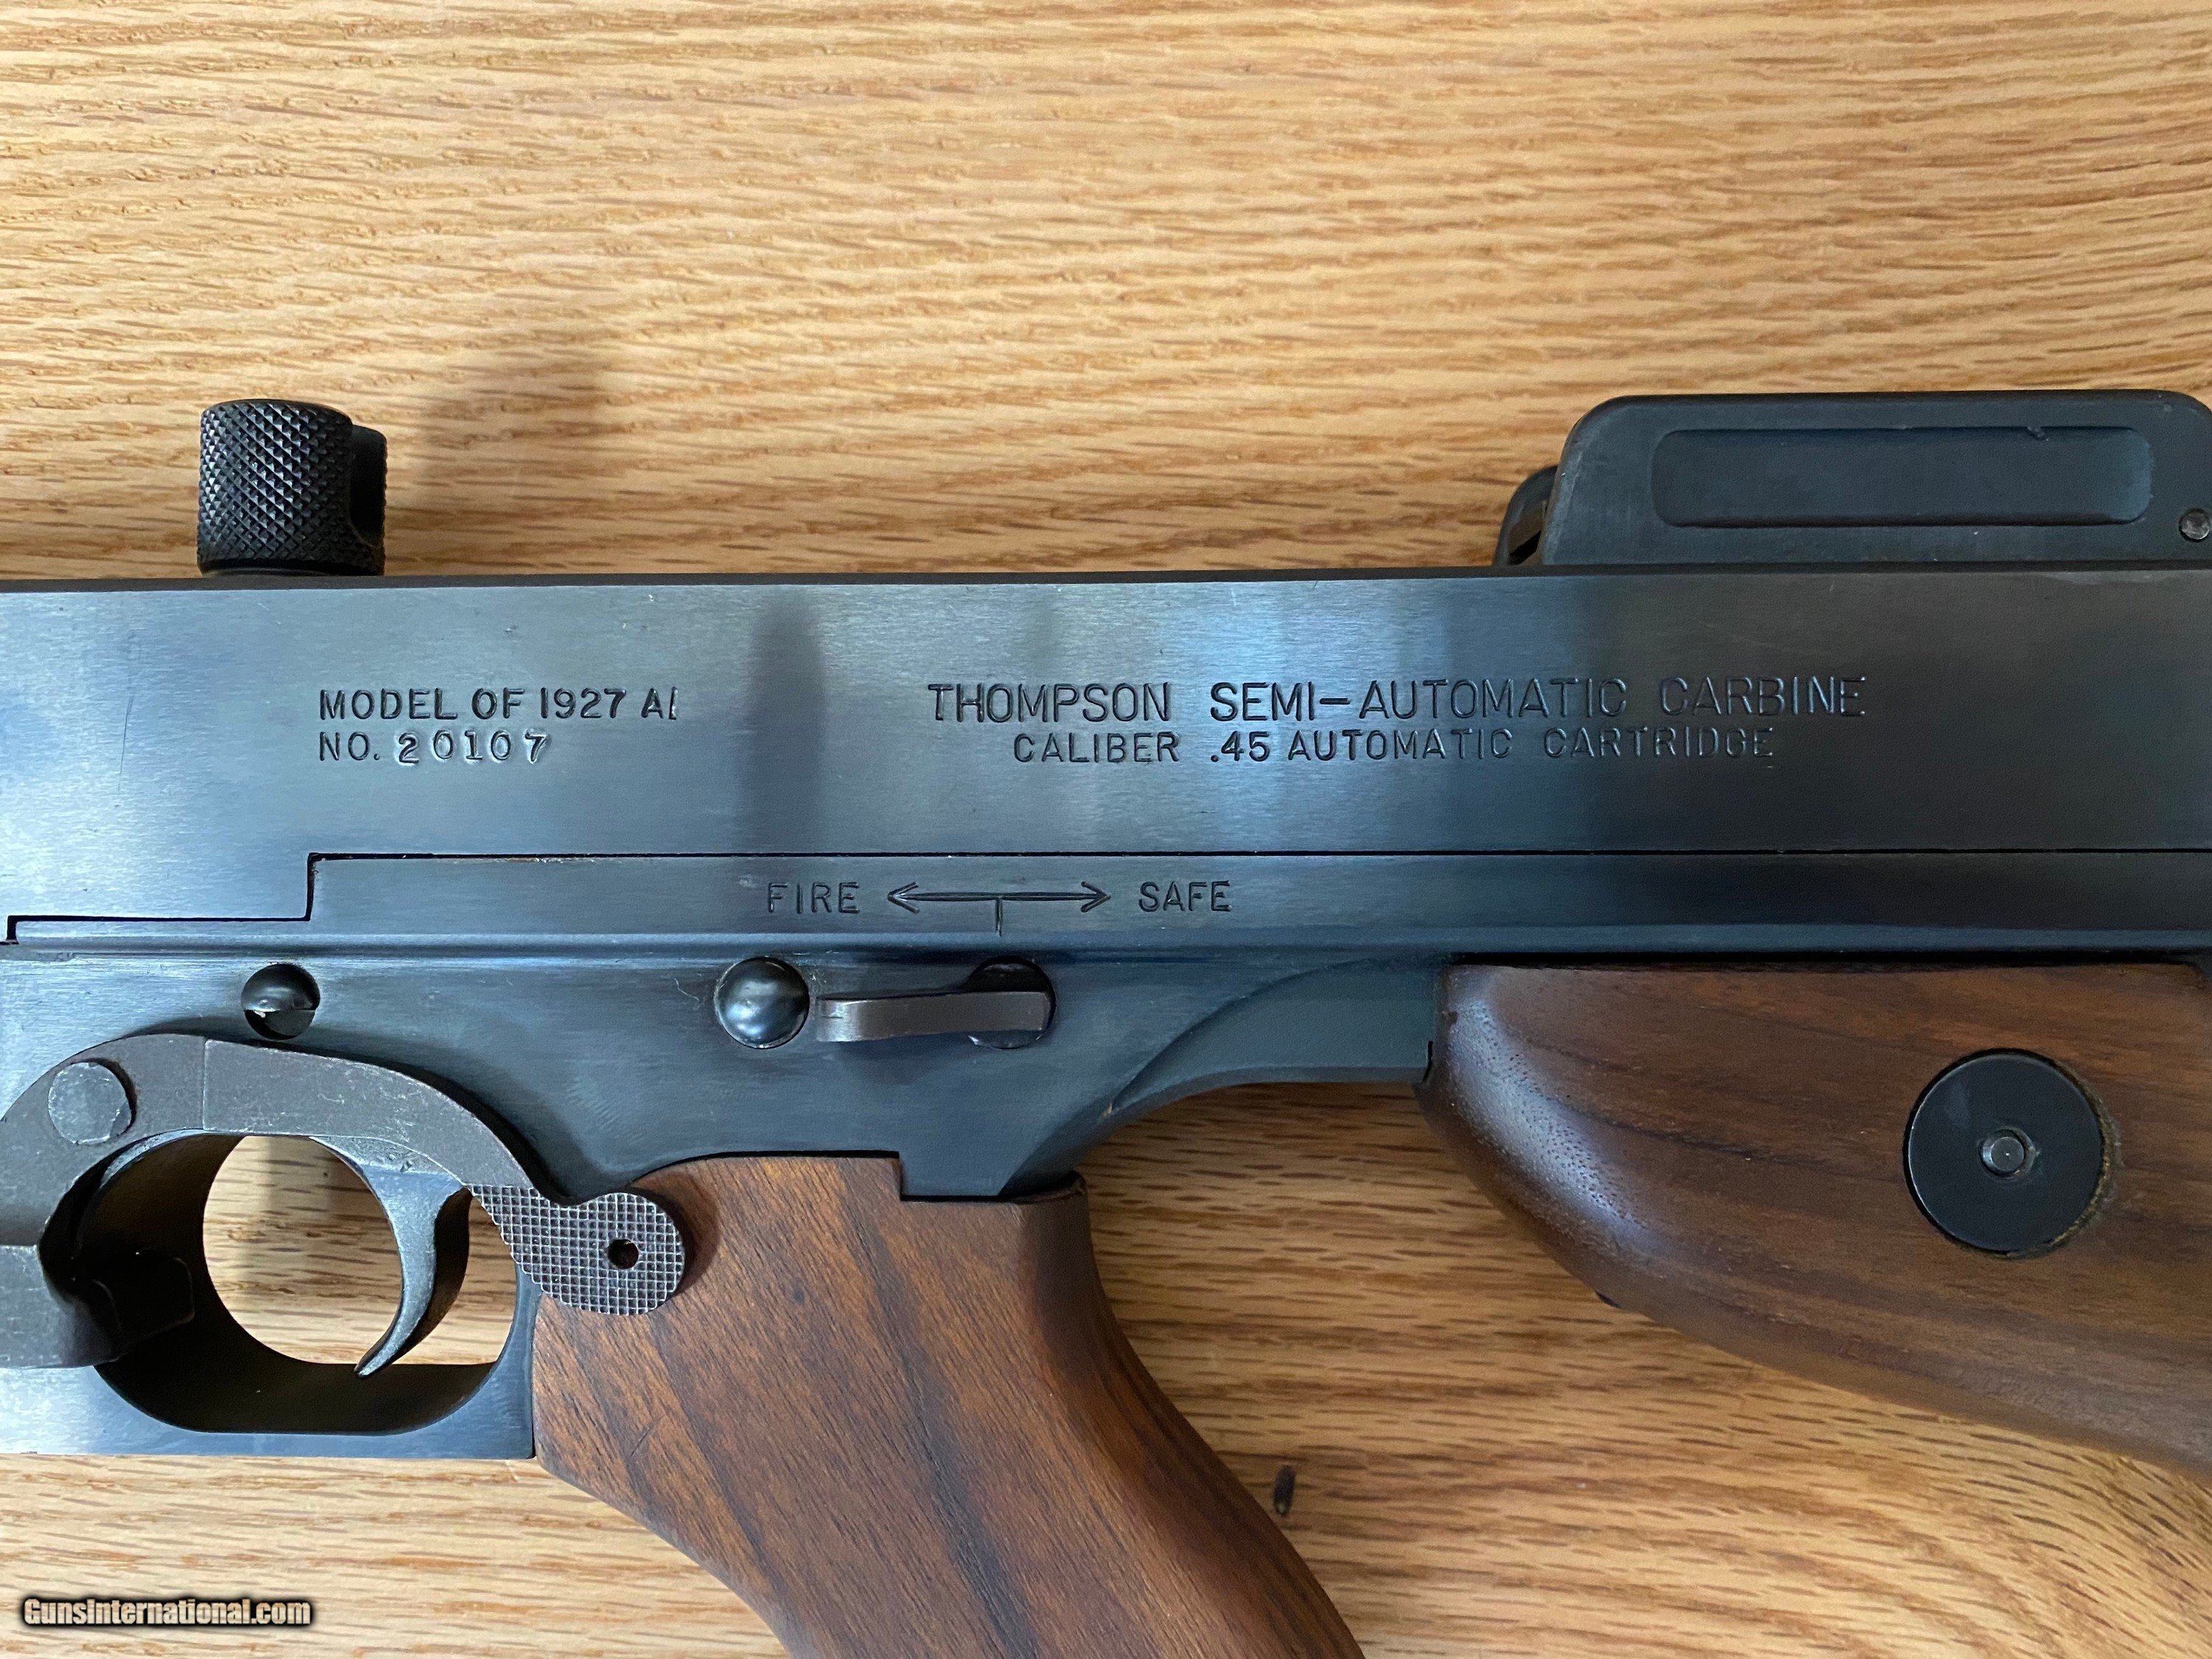 MODEL OF 1927 A1
NO. 20107
THOMPSON SEMI-AUTOMATIC CARBINE
CALIBER .45 AUTOMATIC CARTRIDGE
FIRE SAFE
GunsInternational.com